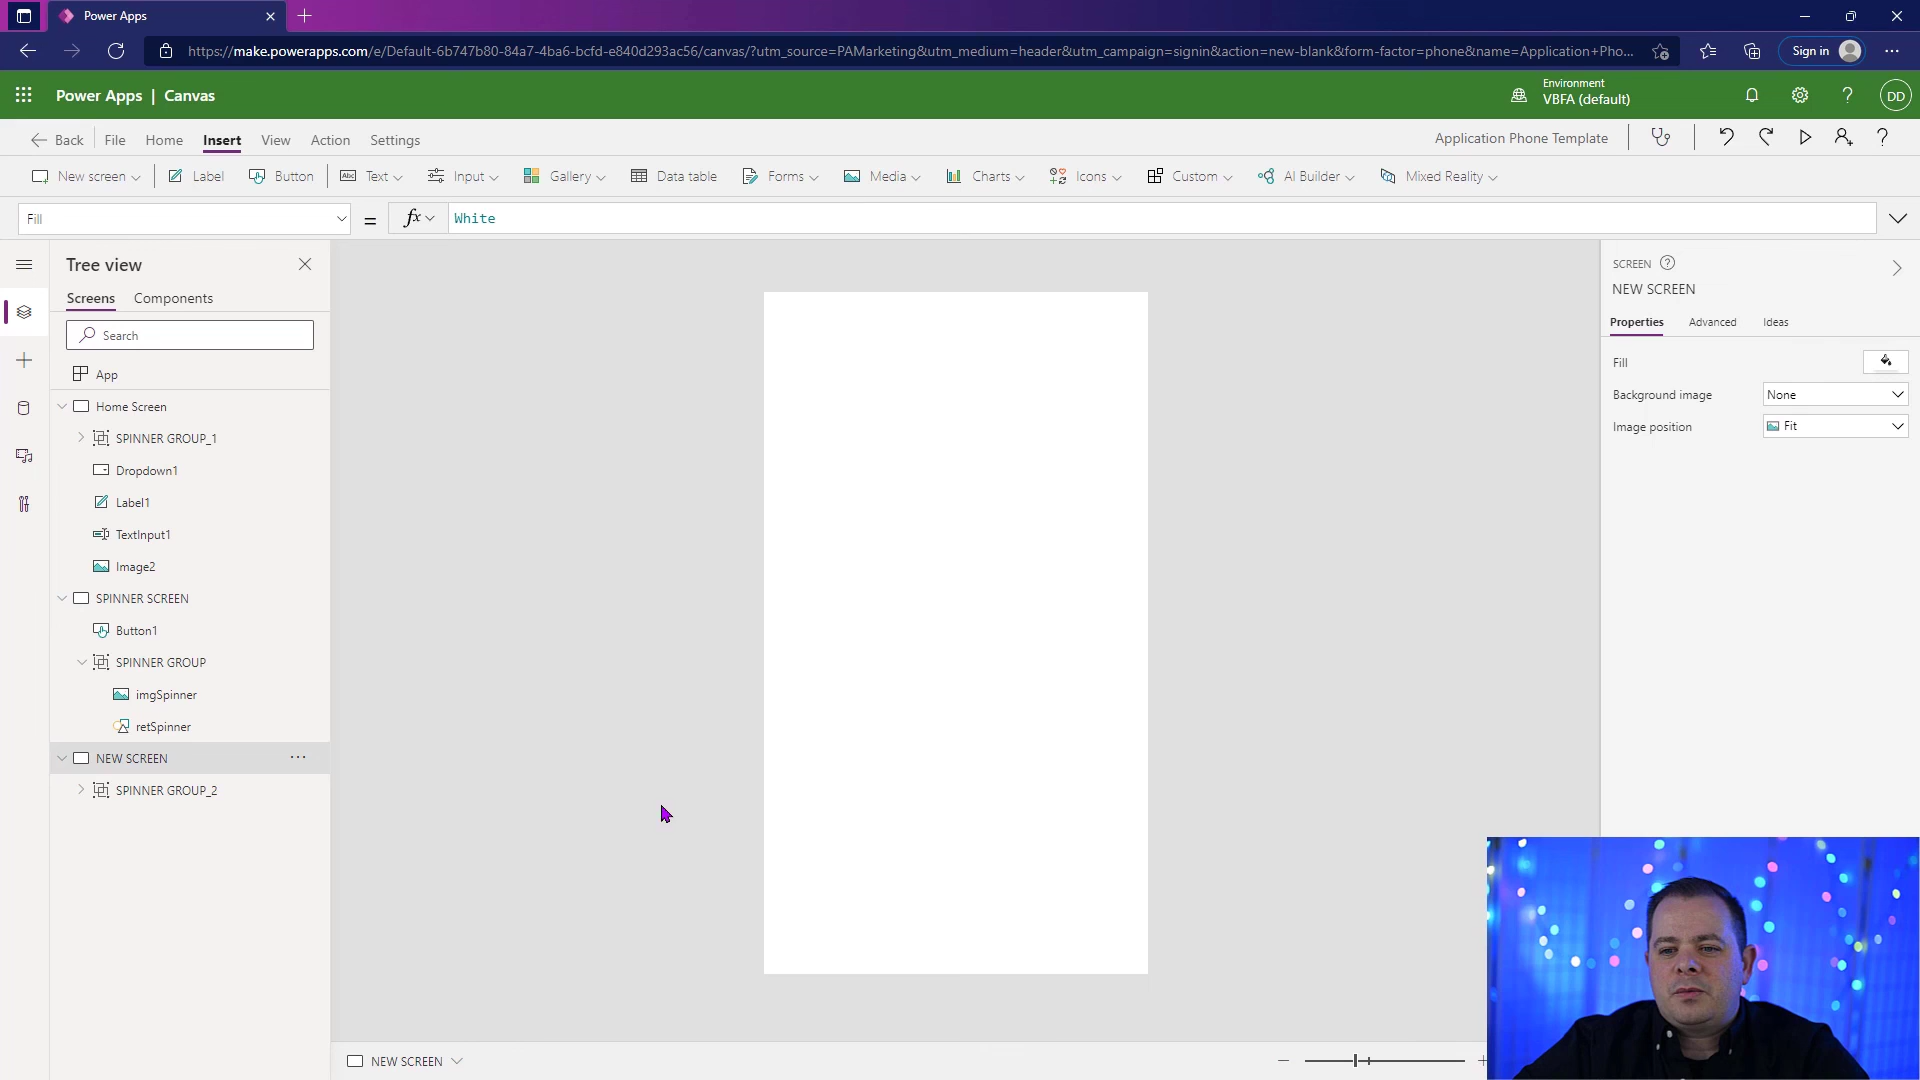 Power Apps
https://make.powerapps.com/e/Default-6b747b80-84a7-4ba6-bcfd-e840d293ac56/canvas/?utm_source=PAMarketing&utm_medium=header&utm_campaign=signin&action=new-blank&form-factor=phone&name=Application+Pho...
Sign in
Power Apps | Canvas
Environment
VBFA (default)
DD
Back File Home Insert View Action Settings
Application Phone Template
New screen Label Button Text Input Gallery Data table Forms Media Charts Icons Custom AI Builder Mixed Reality
Fill = fx White
Tree view
Screens Components
Search
App
Home Screen
SPINNER GROUP_1
Dropdown1
Label1
TextInput1
Image2
SPINNER SCREEN
Button1
SPINNER GROUP
imgSpinner
retSpinner
NEW SCREEN
SPINNER GROUP_2
SCREEN
NEW SCREEN
Properties Advanced Ideas
Fill
Background image None
Image position Fit
NEW SCREEN